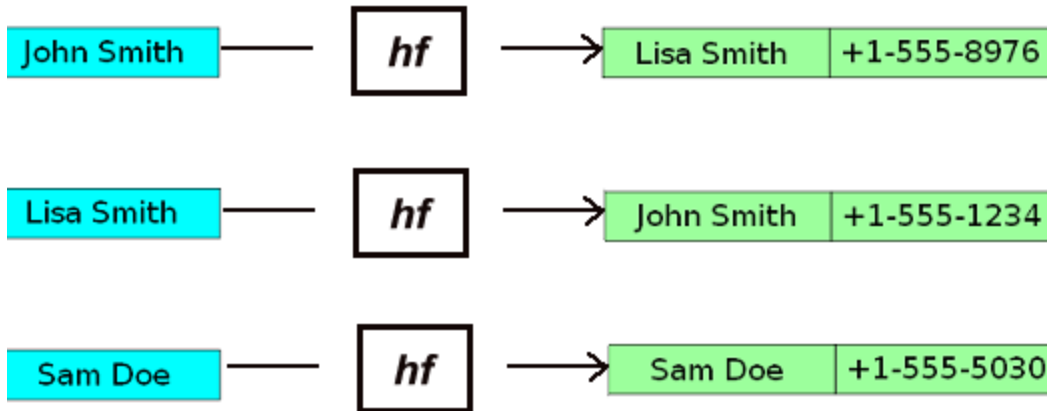 John Smith hf Lisa Smith +1-555-8976
Lisa Smith hf John Smith +1-555-1234
Sam Doe hf Sam Doe +1-555-5030